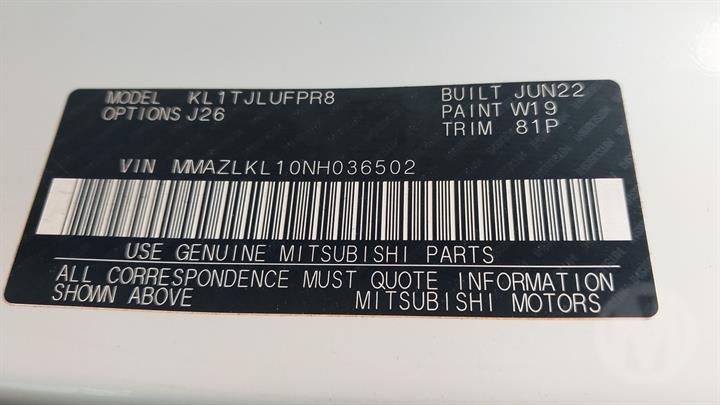 MODEL KL1TJLUFPR8 BUILT JUN22
OPTIONS J26 PAINT W19
TRIM 81P
VIN MMAZLKL10NH036502
USE GENUINE MITSUBISHI PARTS
ALL CORRESPONDENCE MUST QUOTE INFORMATION
SHOWN ABOVE MITSUBISHI MOTORS